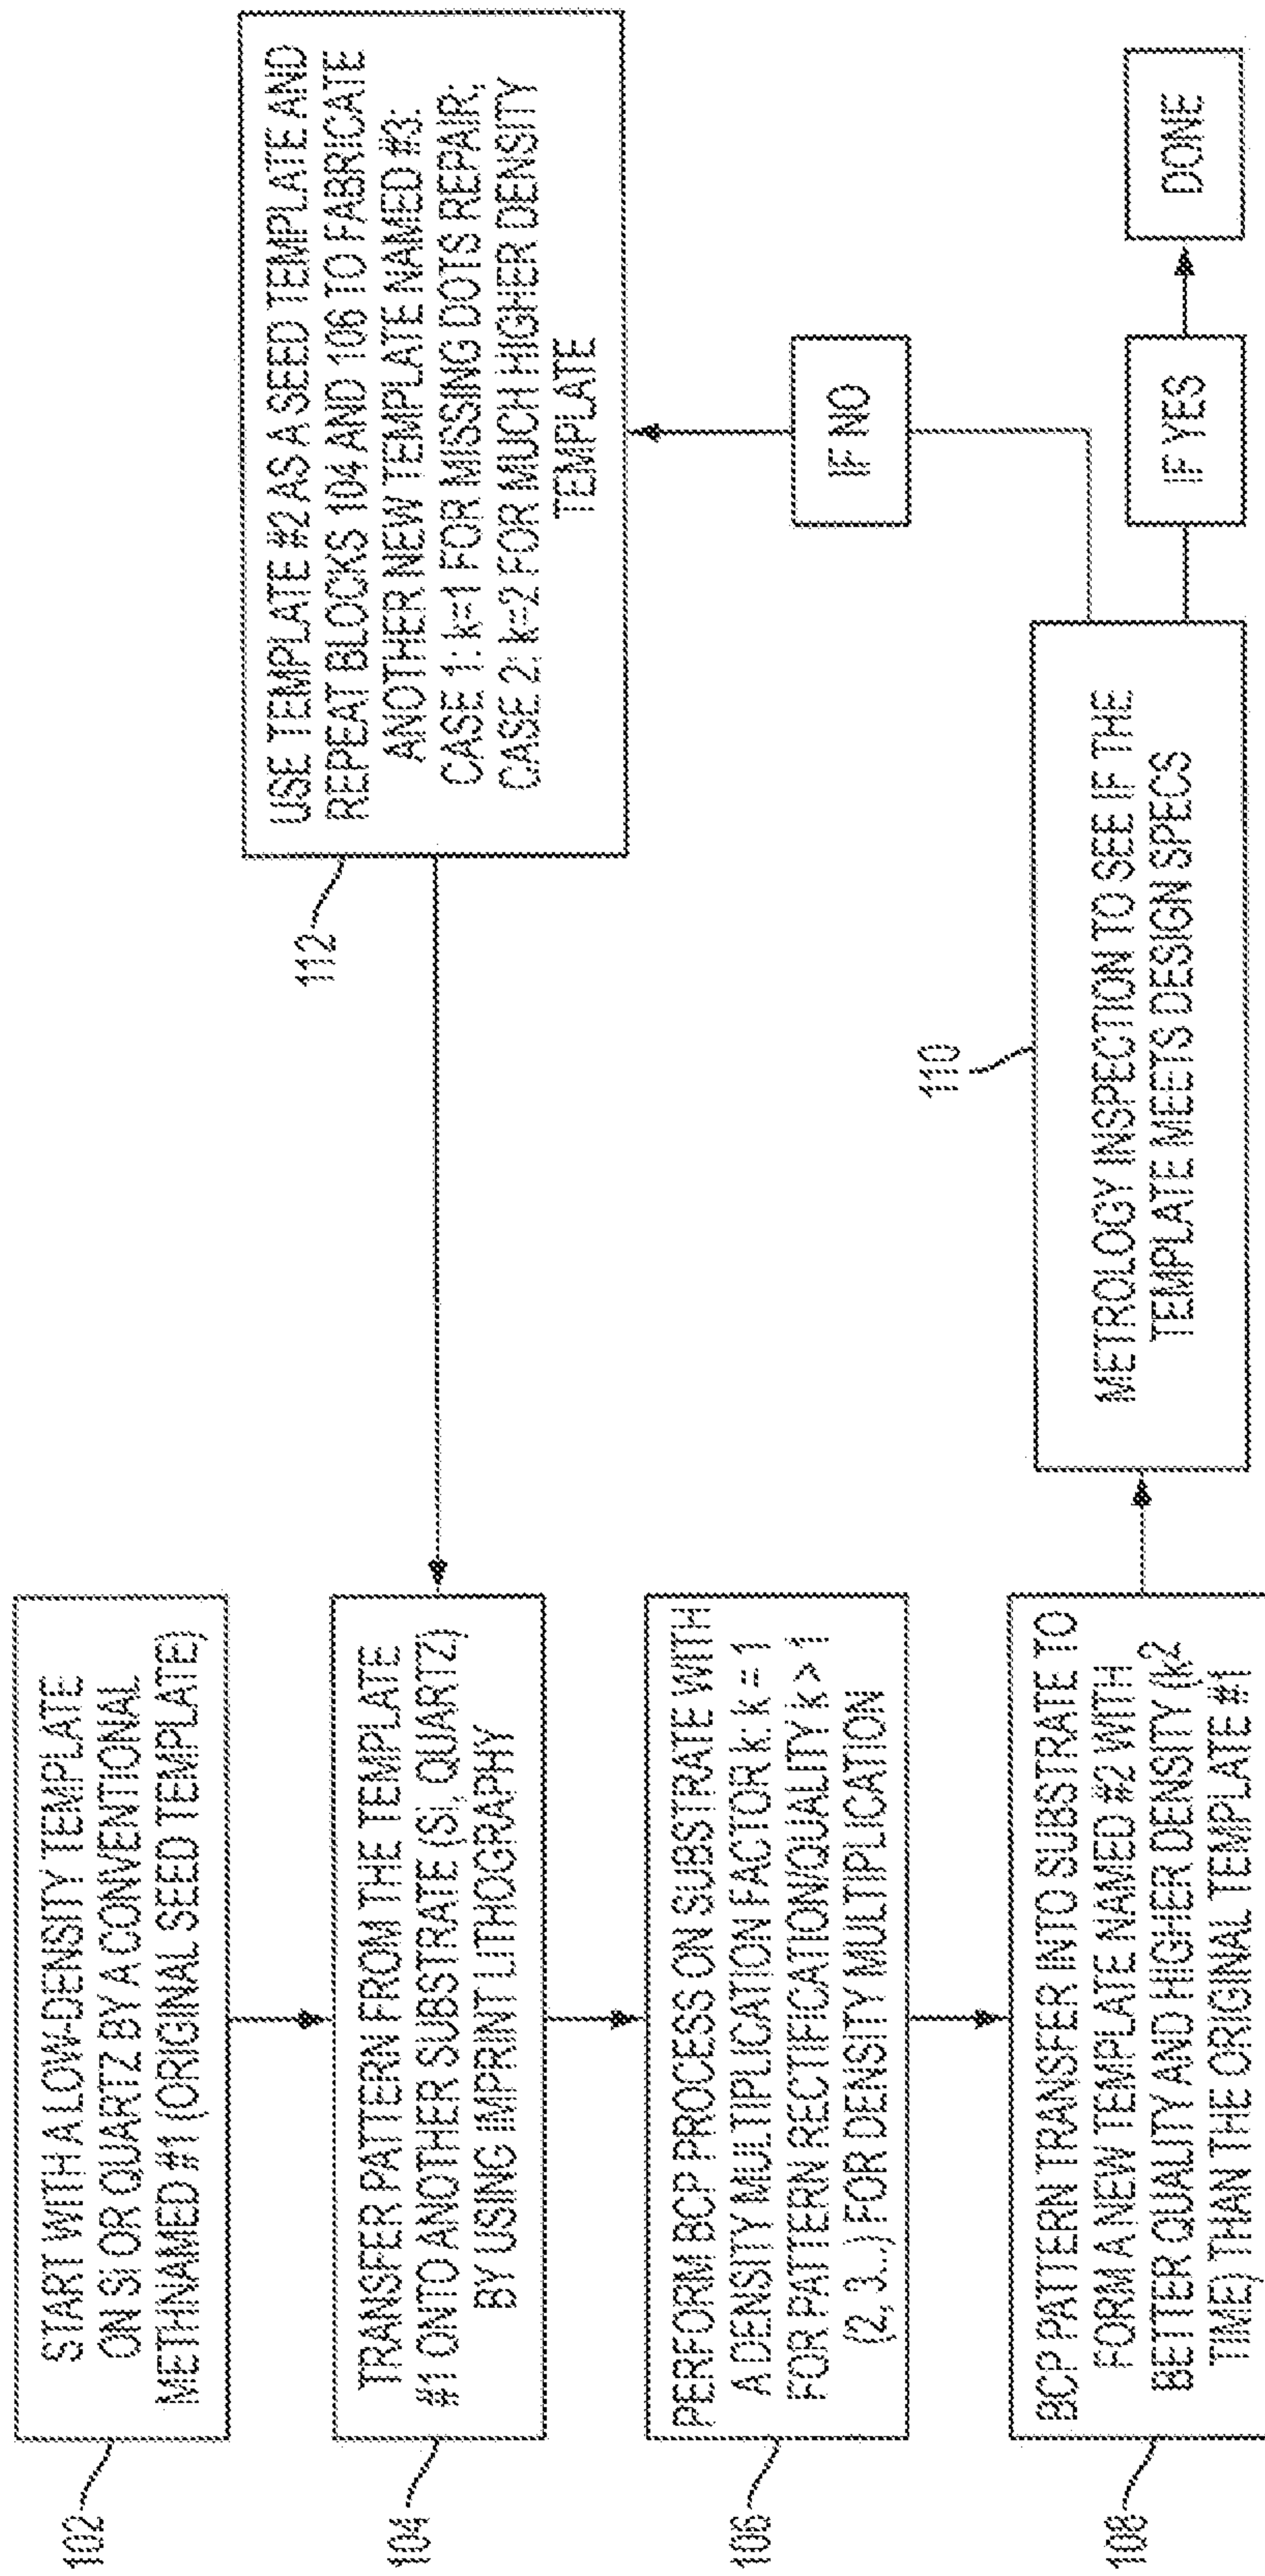 102
START WITH A LOW-DENSITY TEMPLATE
ON SI OR QUARTZ BY A CONVENTIONAL
METHNAMED #1 (ORIGINAL SEED TEMPLATE)
104
TRANSFER PATTERN FROM THE TEMPLATE
#1 ONTO ANOTHER SUBSTRATE (SI, QUARTZ)
BY USING IMPRINT LITHOGRAPHY
106
PERFORM BCP PROCESS ON SUBSTRATE WITH
A DENSITY MULTIPLICATION FACTOR k: k = 1
FOR PATTERN RECTIFICATION/QUALITY k > 1
(2, 3..) FOR DENSITY MULTIPLICATION
108
BCP PATTERN TRANSFER INTO SUBSTRATE TO
FORM A NEW TEMPLATE NAMED #2 WITH
BETTER QUALITY AND HIGHER DENSITY (k²
TIME) THAN THE ORIGINAL TEMPLATE #1
110
METROLOGY INSPECTION TO SEE IF THE
TEMPLATE MEETS DESIGN SPECS
IF YES
DONE
IF NO
112
USE TEMPLATE #2 AS A SEED TEMPLATE AND
REPEAT BLOCKS 104 AND 106 TO FABRICATE
ANOTHER NEW TEMPLATE NAMED #3:
CASE 1: k=1 FOR MISSING DOTS REPAIR;
CASE 2: k=2 FOR MUCH HIGHER DENSITY
TEMPLATE